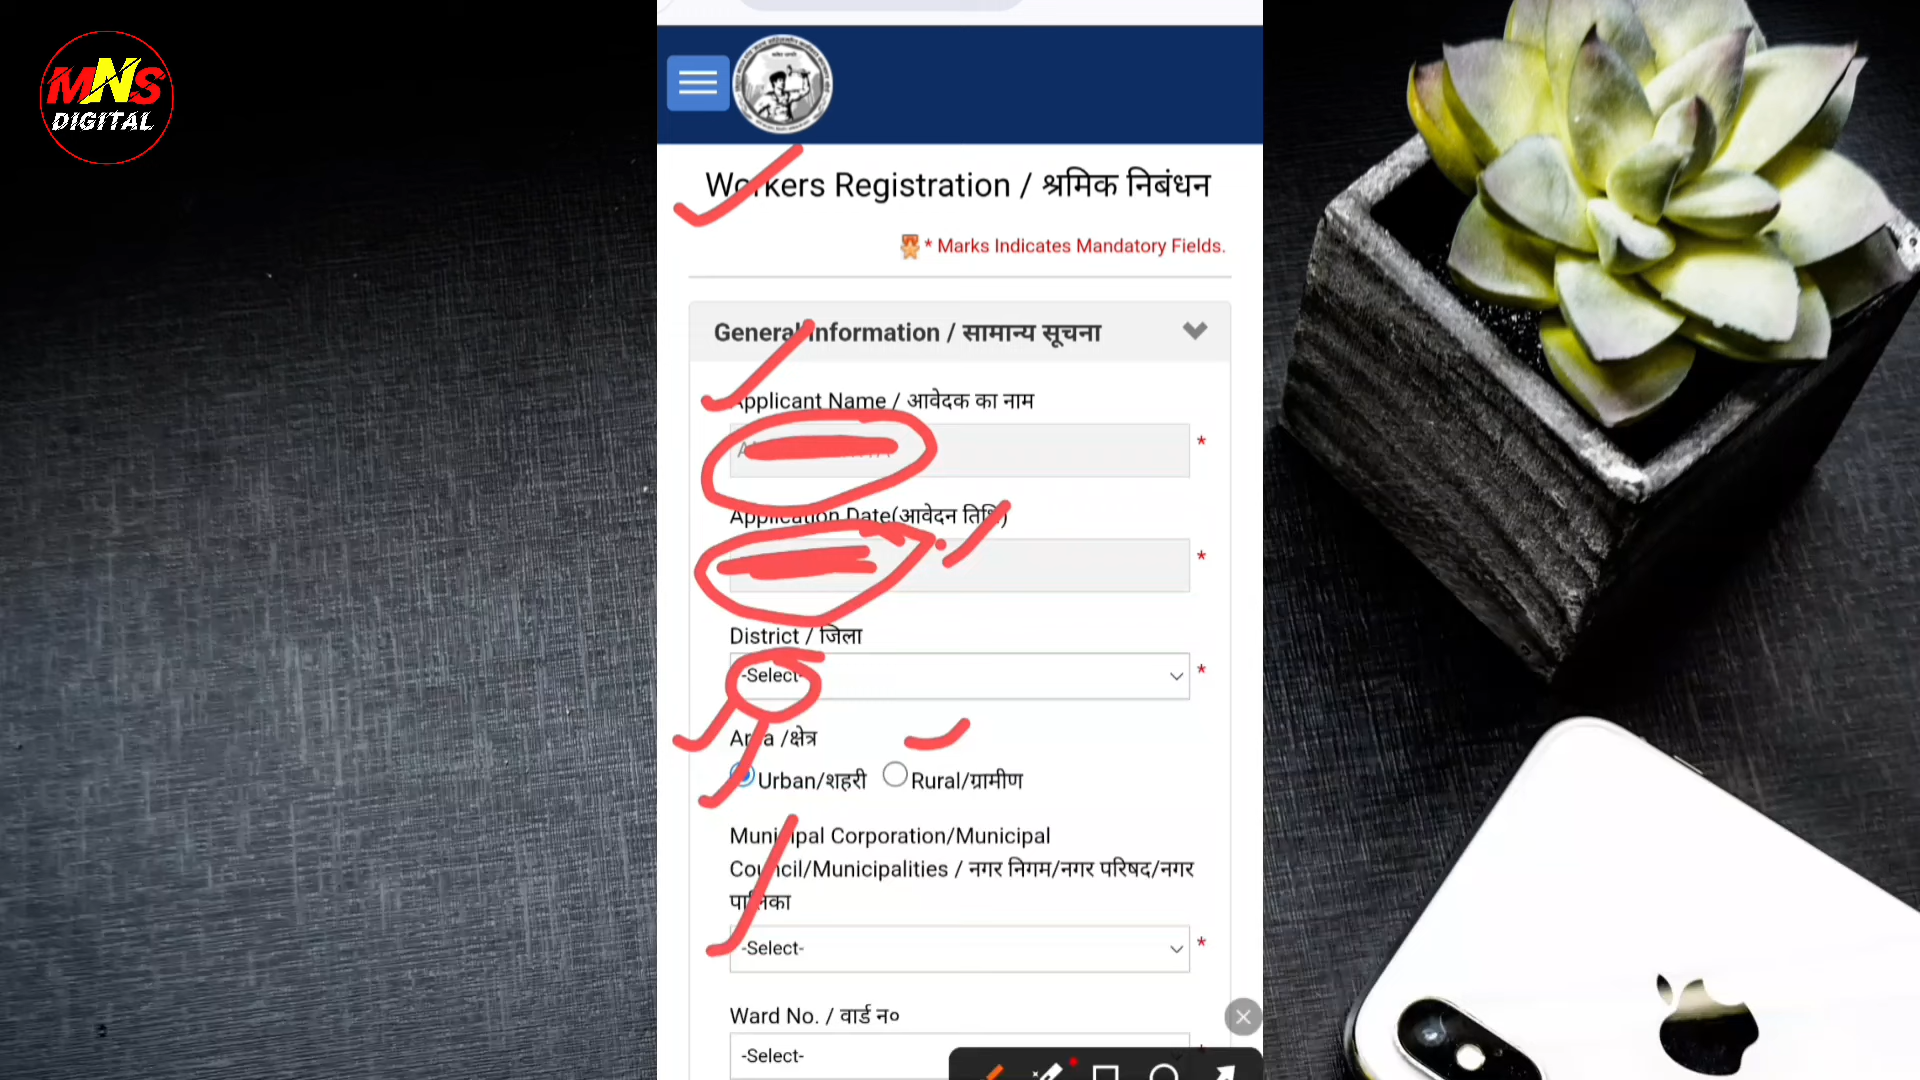 MNS
DIGITAL
Workers Registration / श्रमिक निबंधन
* Marks Indicates Mandatory Fields.
General Information / सामान्य सूचना
Applicant Name / आवेदक का नाम
*
Application Date(आवेदन तिथि)
*
District / जिला
-Select-
*
Area /क्षेत्र
Urban/शहरी Rural/ग्रामीण
Municipal Corporation/Municipal
Council/Municipalities / नगर निगम/नगर परिषद/नगर
पालिका
-Select-
*
Ward No. / वार्ड न०
-Select-